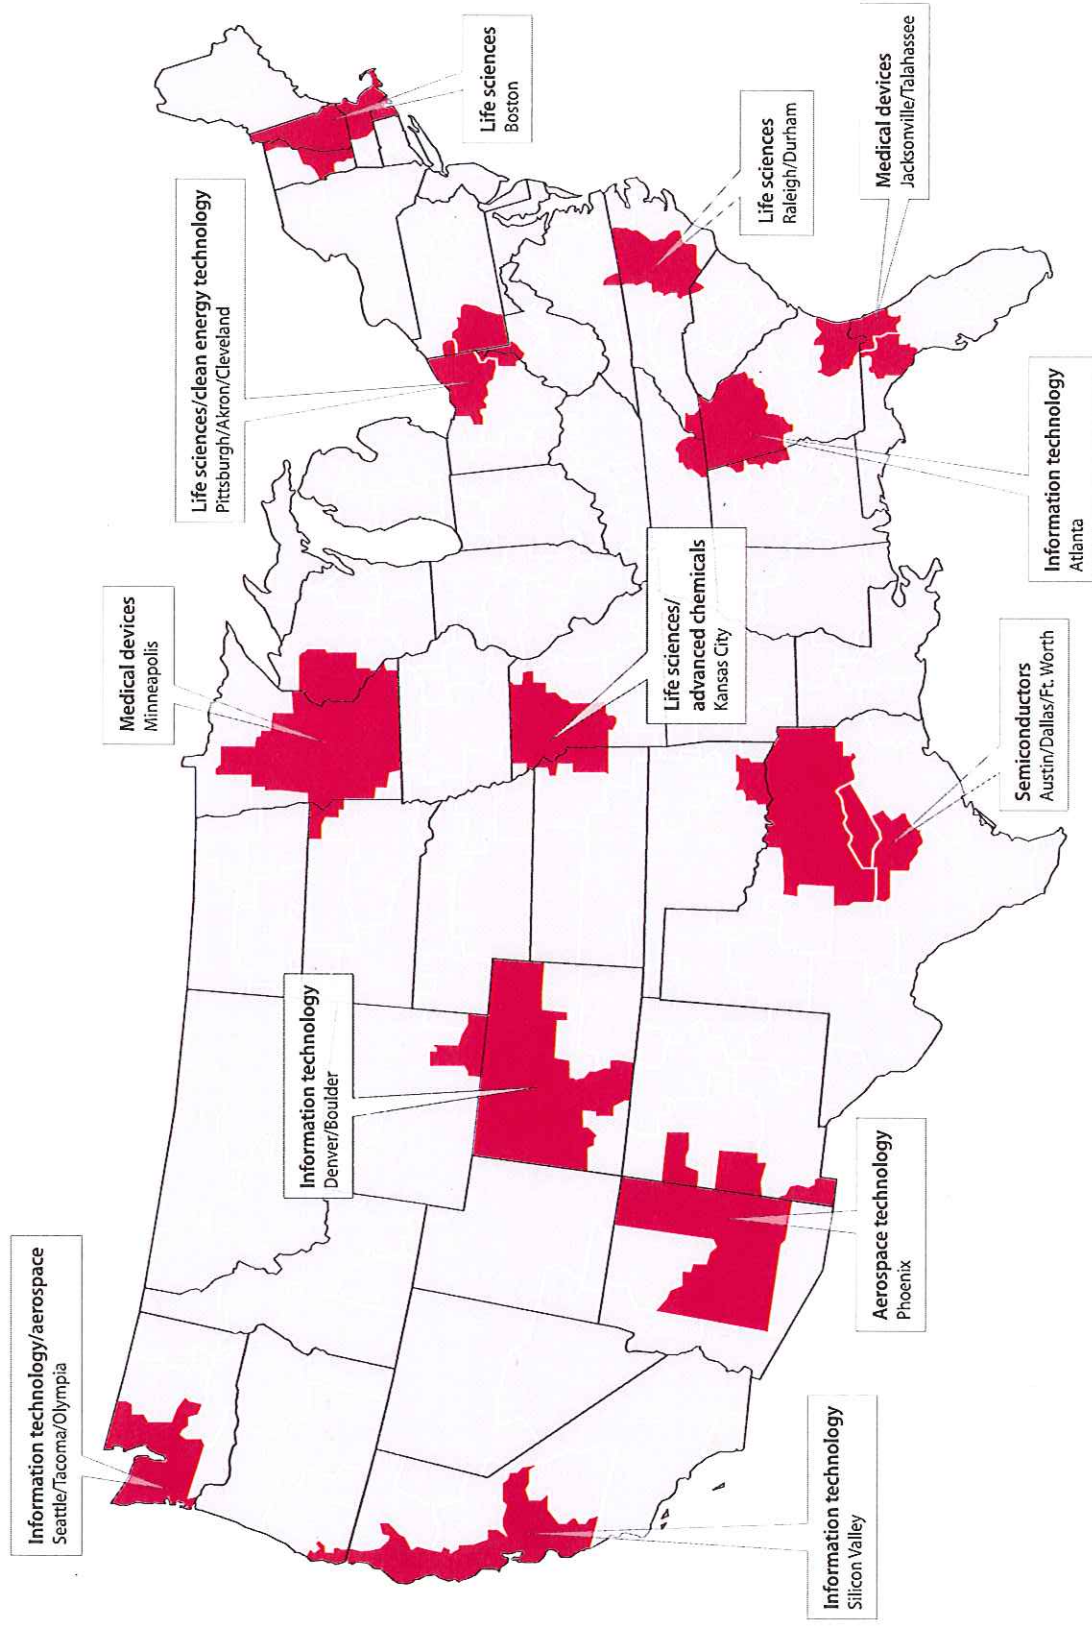 Information technology/aerospace
Seattle/Tacoma/Olympia
Information technology
Silicon Valley
Aerospace technology
Phoenix
Information technology
Denver/Boulder
Medical devices
Minneapolis
Life sciences/
advanced chemicals
Kansas City
Semiconductors
Austin/Dallas/Ft. Worth
Life sciences/clean energy technology
Pittsburgh/Akron/Cleveland
Information technology
Atlanta
Life sciences
Boston
Life sciences
Raleigh/Durham
Medical devices
Jacksonville/Talahassee